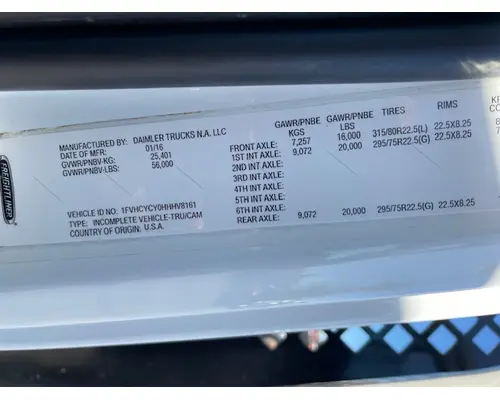 FREIGHTLINER
MANUFACTURED BY: DAIMLER TRUCKS N.A. LLC
DATE OF MFR: 01/16
GVWR/PNBV-KG: 25,401
GVWR/PNBV-LBS: 56,000
VEHICLE ID: 1FVHCYCY0HHHV8161
TYPE: INCOMPLETE VEHICLE-TRU/CAM
COUNTRY OF ORIGIN: U.S.A.
GAWR/PNBE KGS GAWR/PNBE LBS TIRES RIMS
FRONT AXLE: 7,257 16,000 315/80R22.5(L) 22.5X8.25
1ST INT AXLE: 9,072 20,000 295/75R22.5(G) 22.5X8.25
2ND INT AXLE:
3RD INT AXLE:
4TH INT AXLE:
5TH INT AXLE:
6TH INT AXLE:
REAR AXLE: 9,072 20,000 295/75R22.5(G) 22.5X8.25